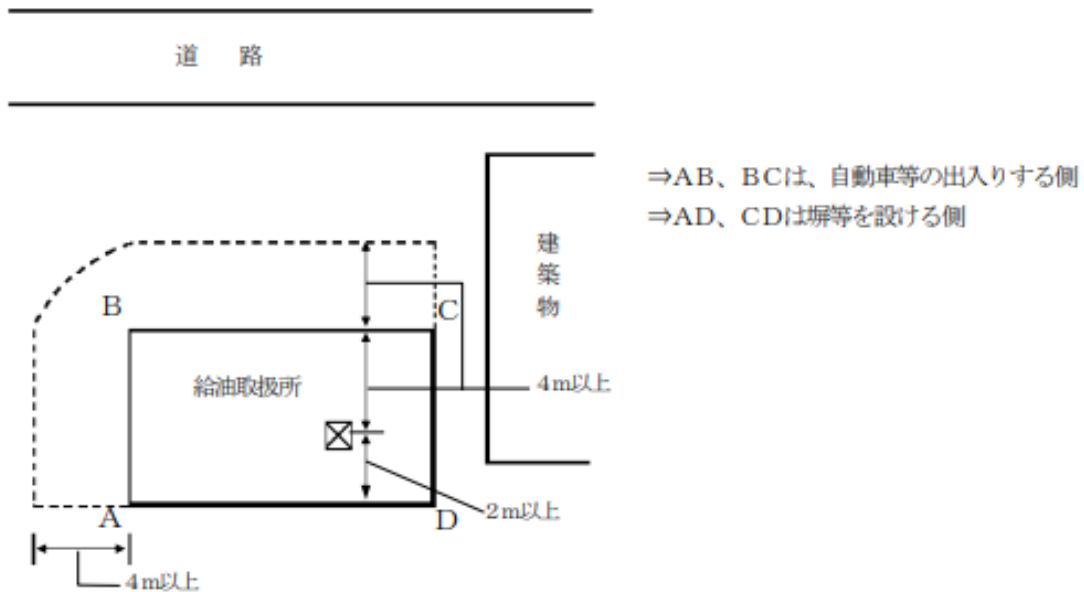 道　路
⇒AB、BCは、自動車等の出入りする側
⇒AD、CDは塀等を設ける側
建築物
B
C
給油取扱所
4m以上
2m以上
A
D
4m以上